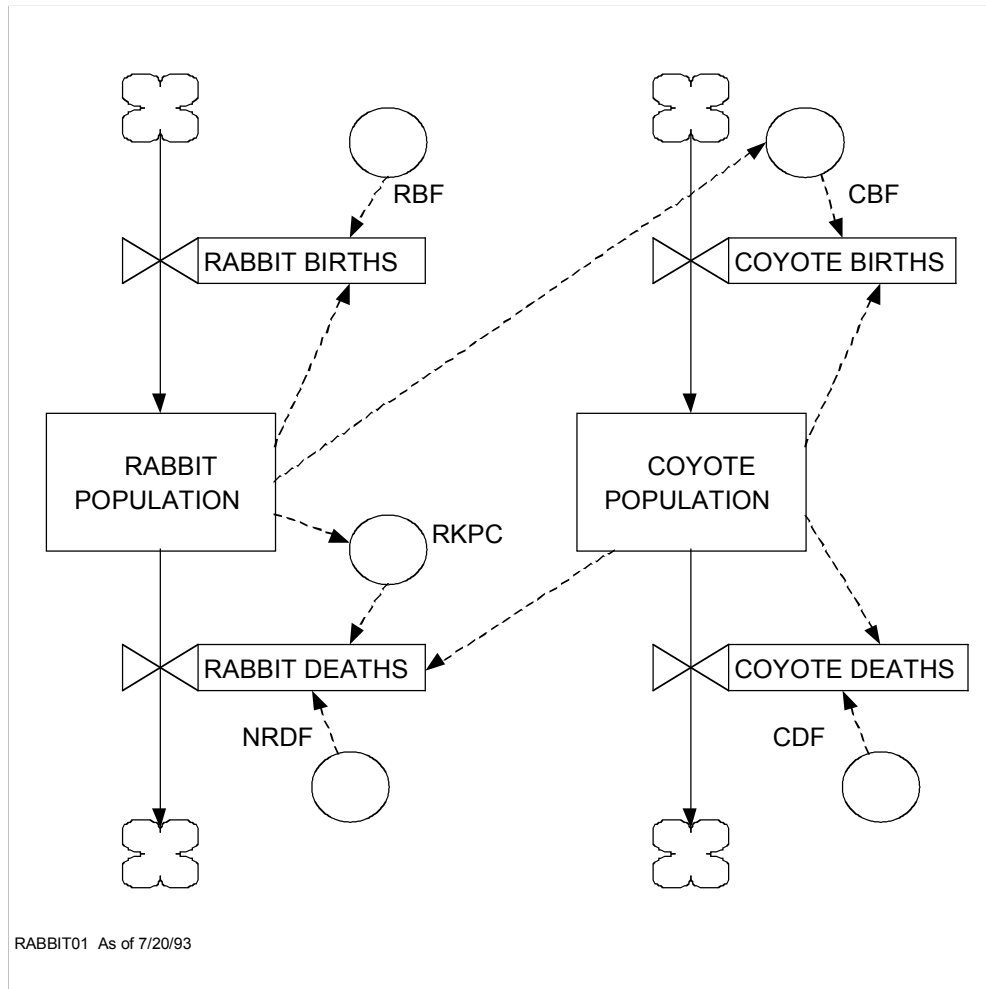 RBF
CBF
RABBIT BIRTHS
COYOTE BIRTHS
RABBIT
POPULATION
COYOTE
POPULATION
RKPC
RABBIT DEATHS
COYOTE DEATHS
NRDF
CDF
RABBIT01 As of 7/20/93